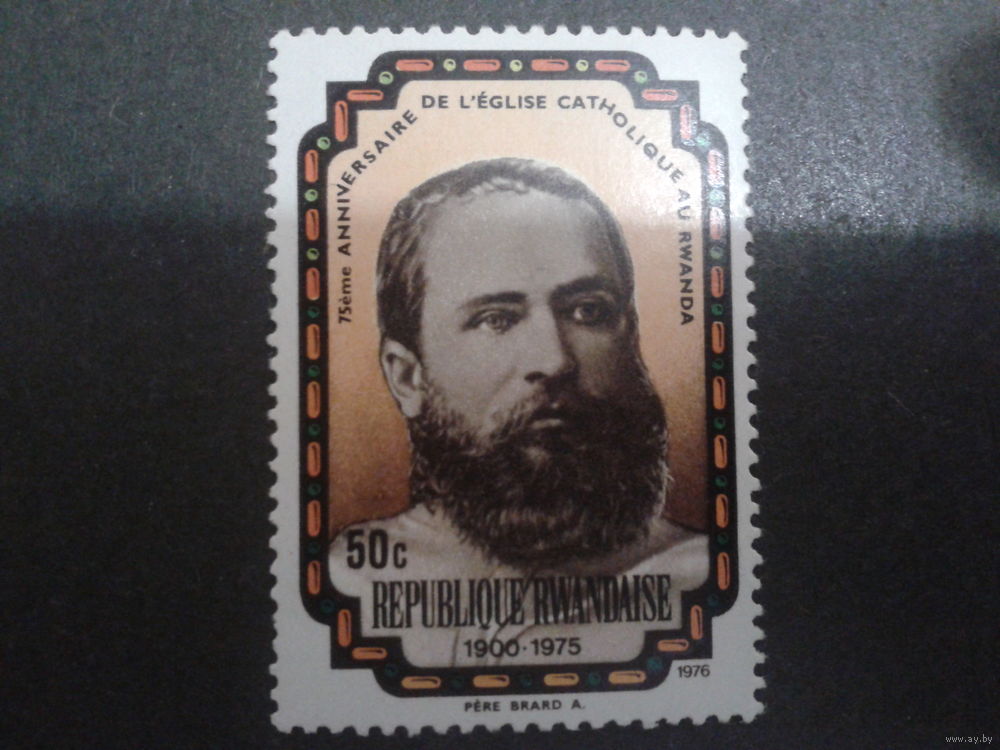 75ème ANNIVERSAIRE DE L'ÉGLISE CATHOLIQUE AU RWANDA
50c
REPUBLIQUE RWANDAISE
1900·1975
1976
PÈRE BRARD A.
www.ay.by